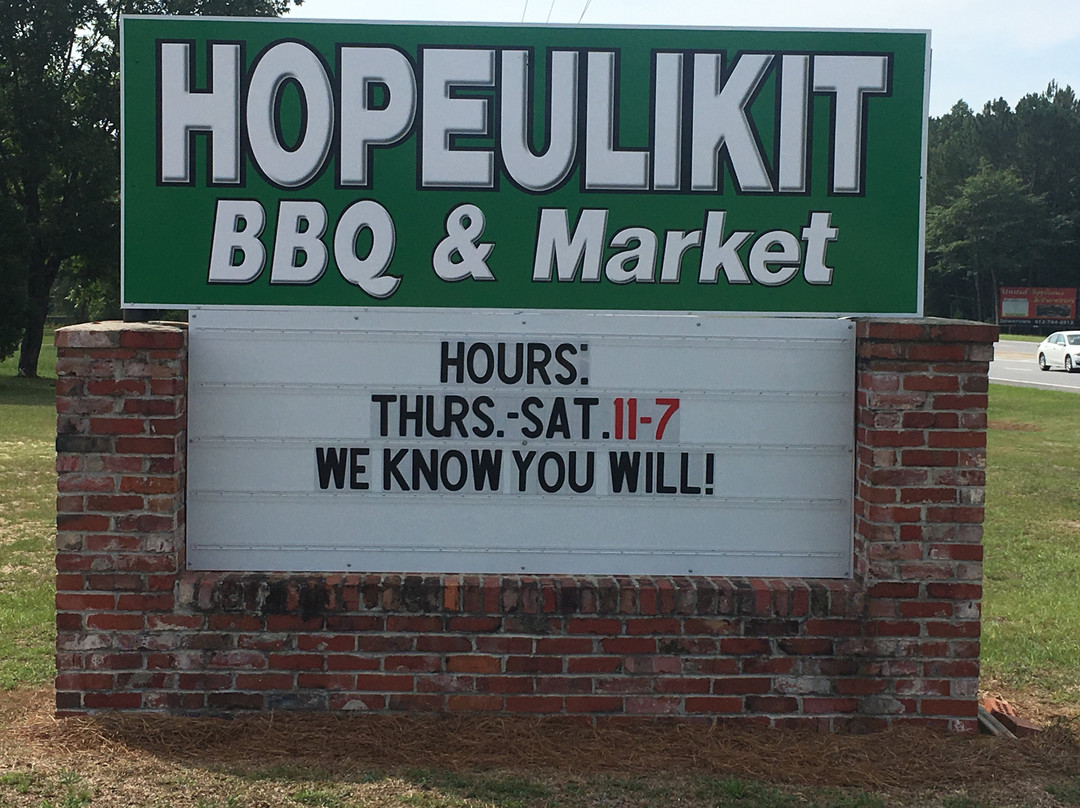 HOPEULIKIT
BBQ & Market
HOURS:
THURS.-SAT.11-7
WE KNOW YOU WILL!